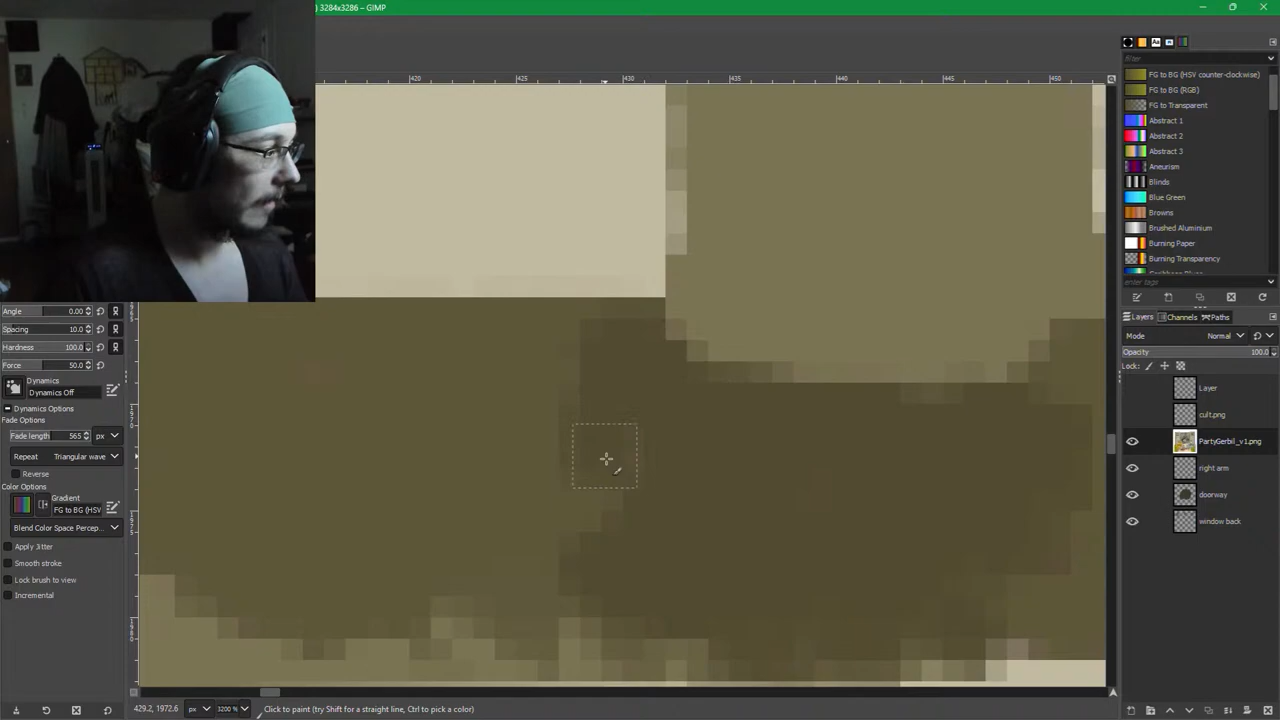 ) 3284x3286 – GIMP
420
425
430
435
440
445
450
filter
FG to BG (HSV counter-clockwise)
FG to BG (RGB)
FG to Transparent
Abstract 1
Abstract 2
Abstract 3
Aneurism
Blinds
Blue Green
Browns
Brushed Aluminium
Burning Paper
Burning Transparency
enter tags
Layers
Channels
Paths
Mode
Normal
Opacity
100.0
Lock:
Layer
cult.png
PartyGerbil_v1.png
right arm
doorway
window back
Angle
0.00
Spacing
10.0
Hardness
100.0
Force
50.0
Dynamics
Dynamics Off
Dynamics Options
Fade Options
Fade length
565
px
Repeat
Triangular wave
Reverse
Color Options
Gradient
FG to BG (HSV
Blend Color Space Percep...
Apply Jitter
Smooth stroke
Lock brush to view
Incremental
1970
1975
1980
429.2, 1972.6
px
3200 %
Click to paint (try Shift for a straight line, Ctrl to pick a color)